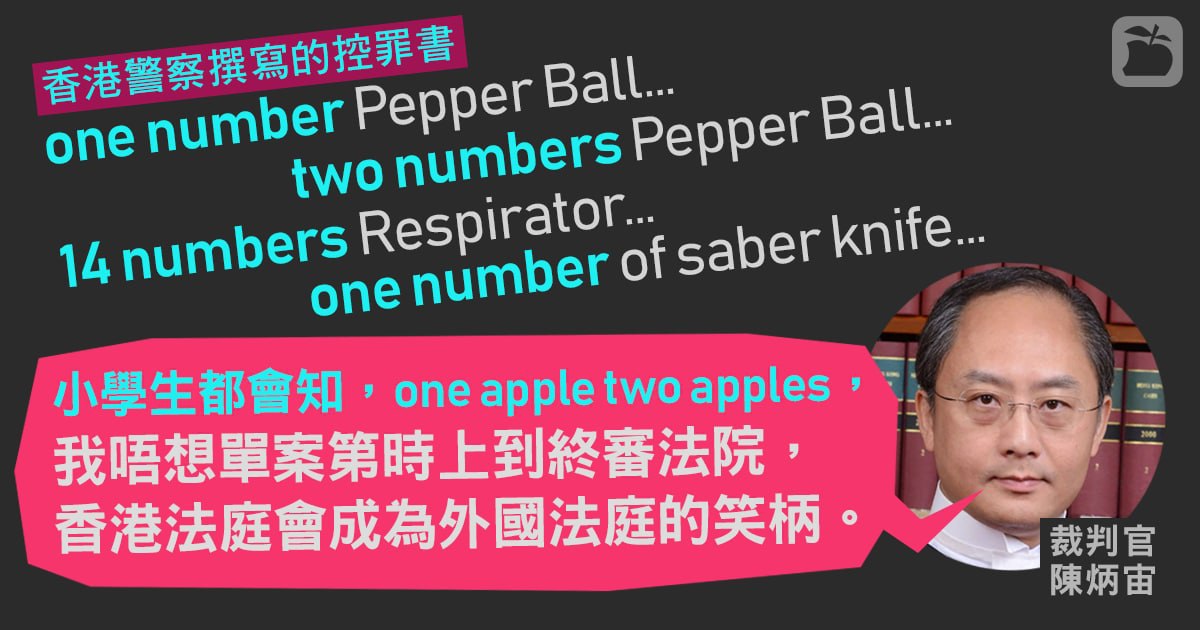 香港警察撰寫的控罪書
one number Pepper Ball...
two numbers Pepper Ball...
14 numbers Respirator...
one number of saber knife...
小學生都會知，one apple two apples，
我唔想單案第時上到終審法院，
香港法庭會成為外國法庭的笑柄。
裁判官
陳炳宙